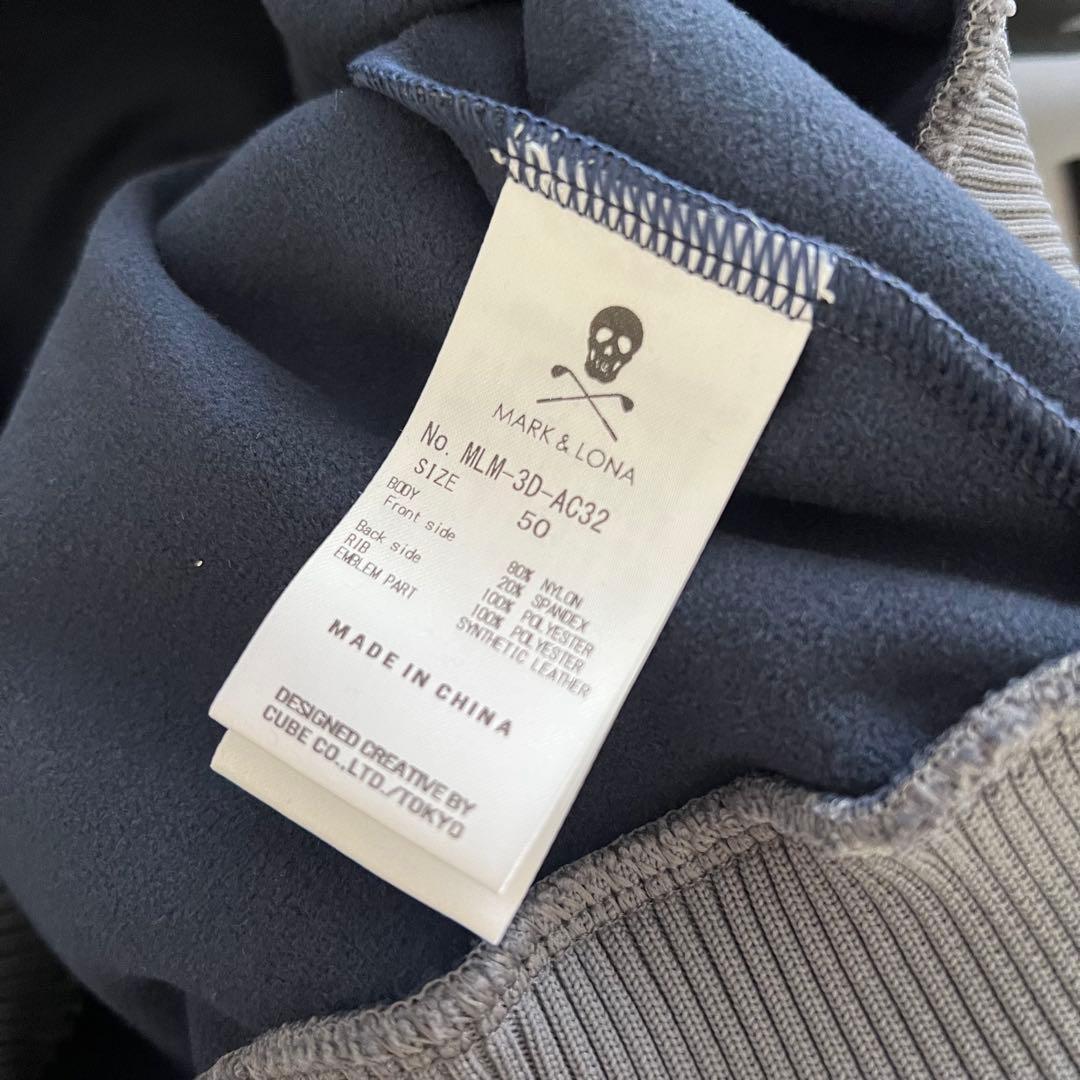 MARK & LONA
No. MLM-3D-AC32
SIZE 50
BODY
Front side 80% NYLON
20% SPANDEX
Back side 100% POLYESTER
RIB 100% POLYESTER
EMBLEM PART SYNTHETIC LEATHER
MADE IN CHINA
DESIGNED CREATIVE BY
CUBE CO.,LTD./TOKYO